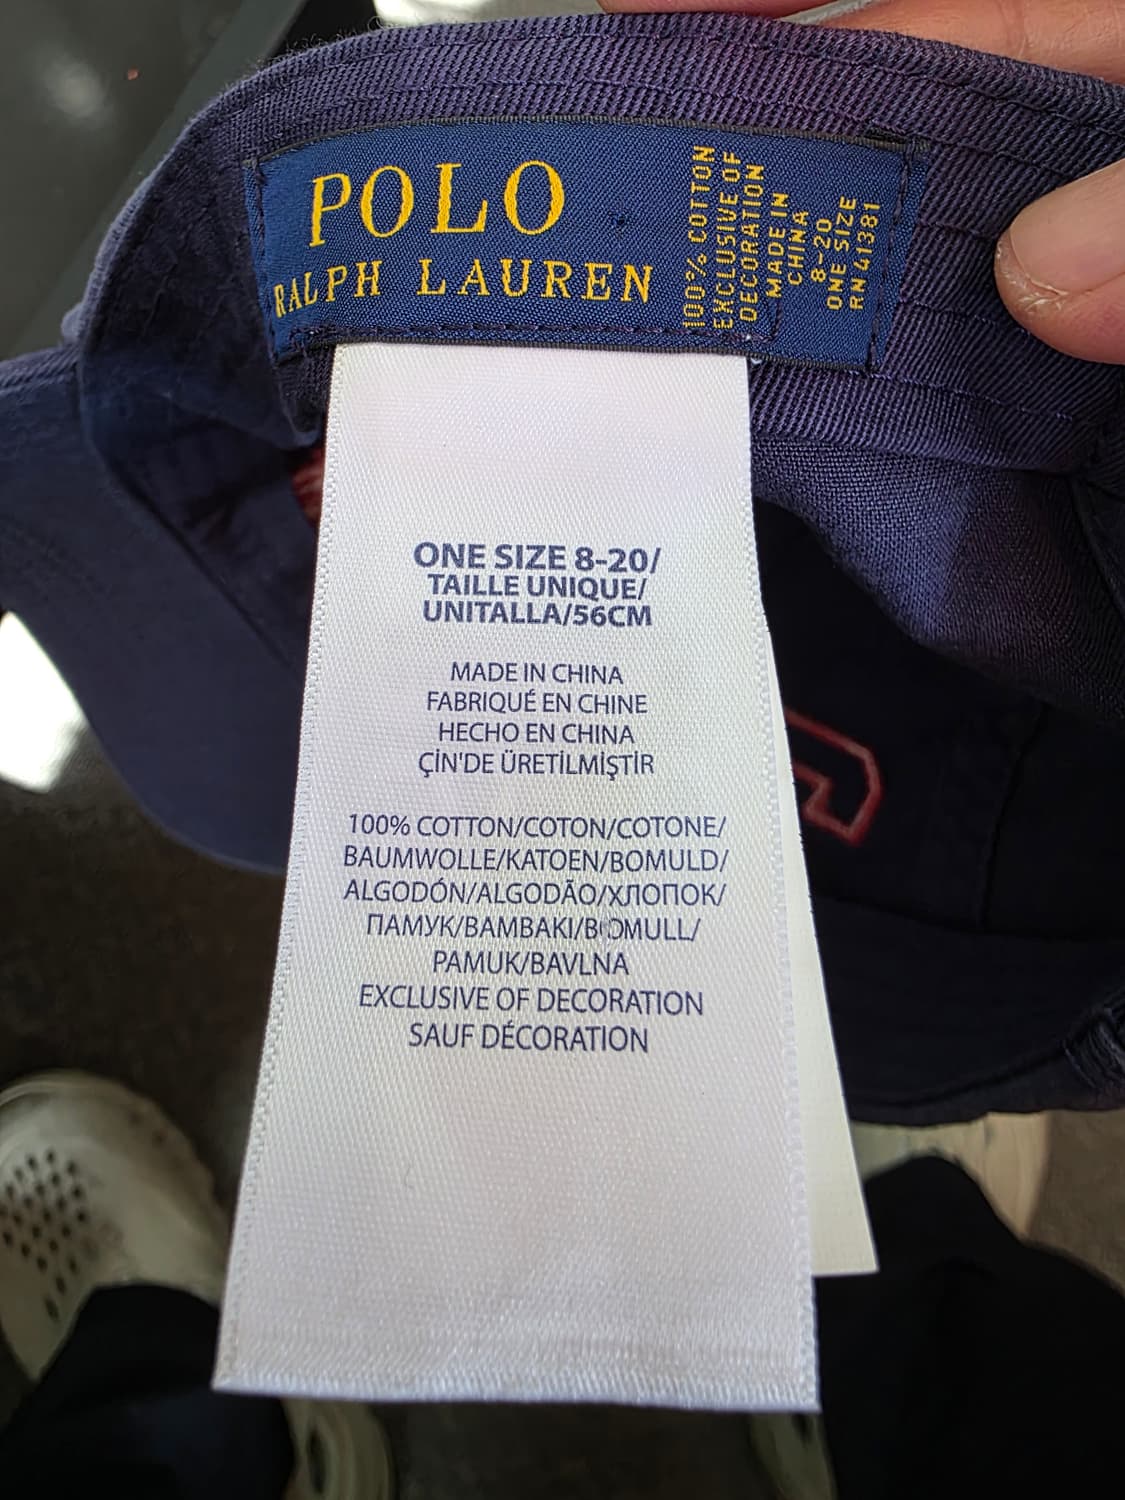 POLO
RALPH LAUREN
100% COTTON
EXCLUSIVE OF
DECORATION
MADE IN
CHINA
8-20
ONE SIZE
RN41381
ONE SIZE 8-20/
TAILLE UNIQUE/
UNITALLA/56CM
MADE IN CHINA
FABRIQUÉ EN CHINE
HECHO EN CHINA
ÇİN'DE ÜRETİLMİŞTİR
100% COTTON/COTON/COTONE/
BAUMWOLLE/KATOEN/BOMULD/
ALGODÓN/ALGODÃO/ХЛОПОК/
ПАМУК/BAMBAKI/BOMULL/
PAMUK/BAVLNA
EXCLUSIVE OF DECORATION
SAUF DÉCORATION